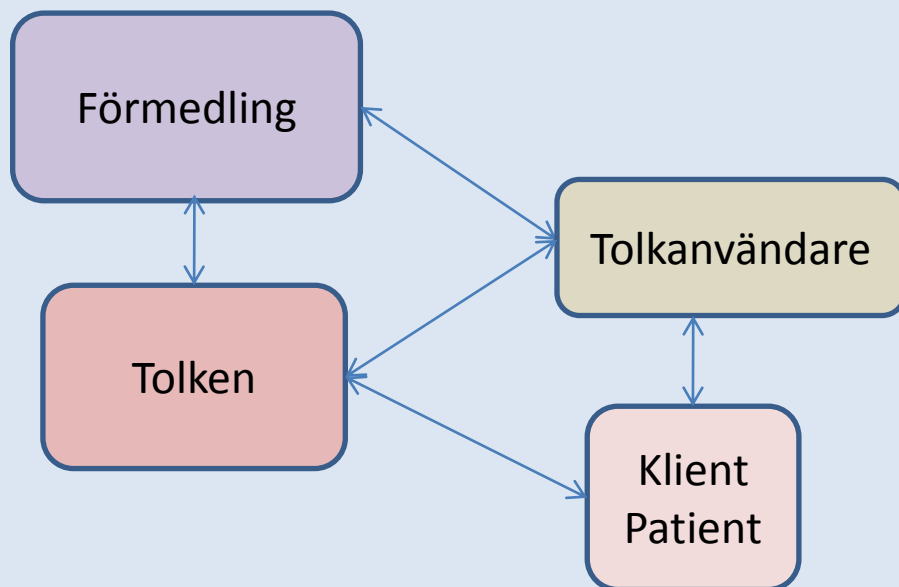 Förmedling
Tolkanvändare
Tolken
Klient
Patient